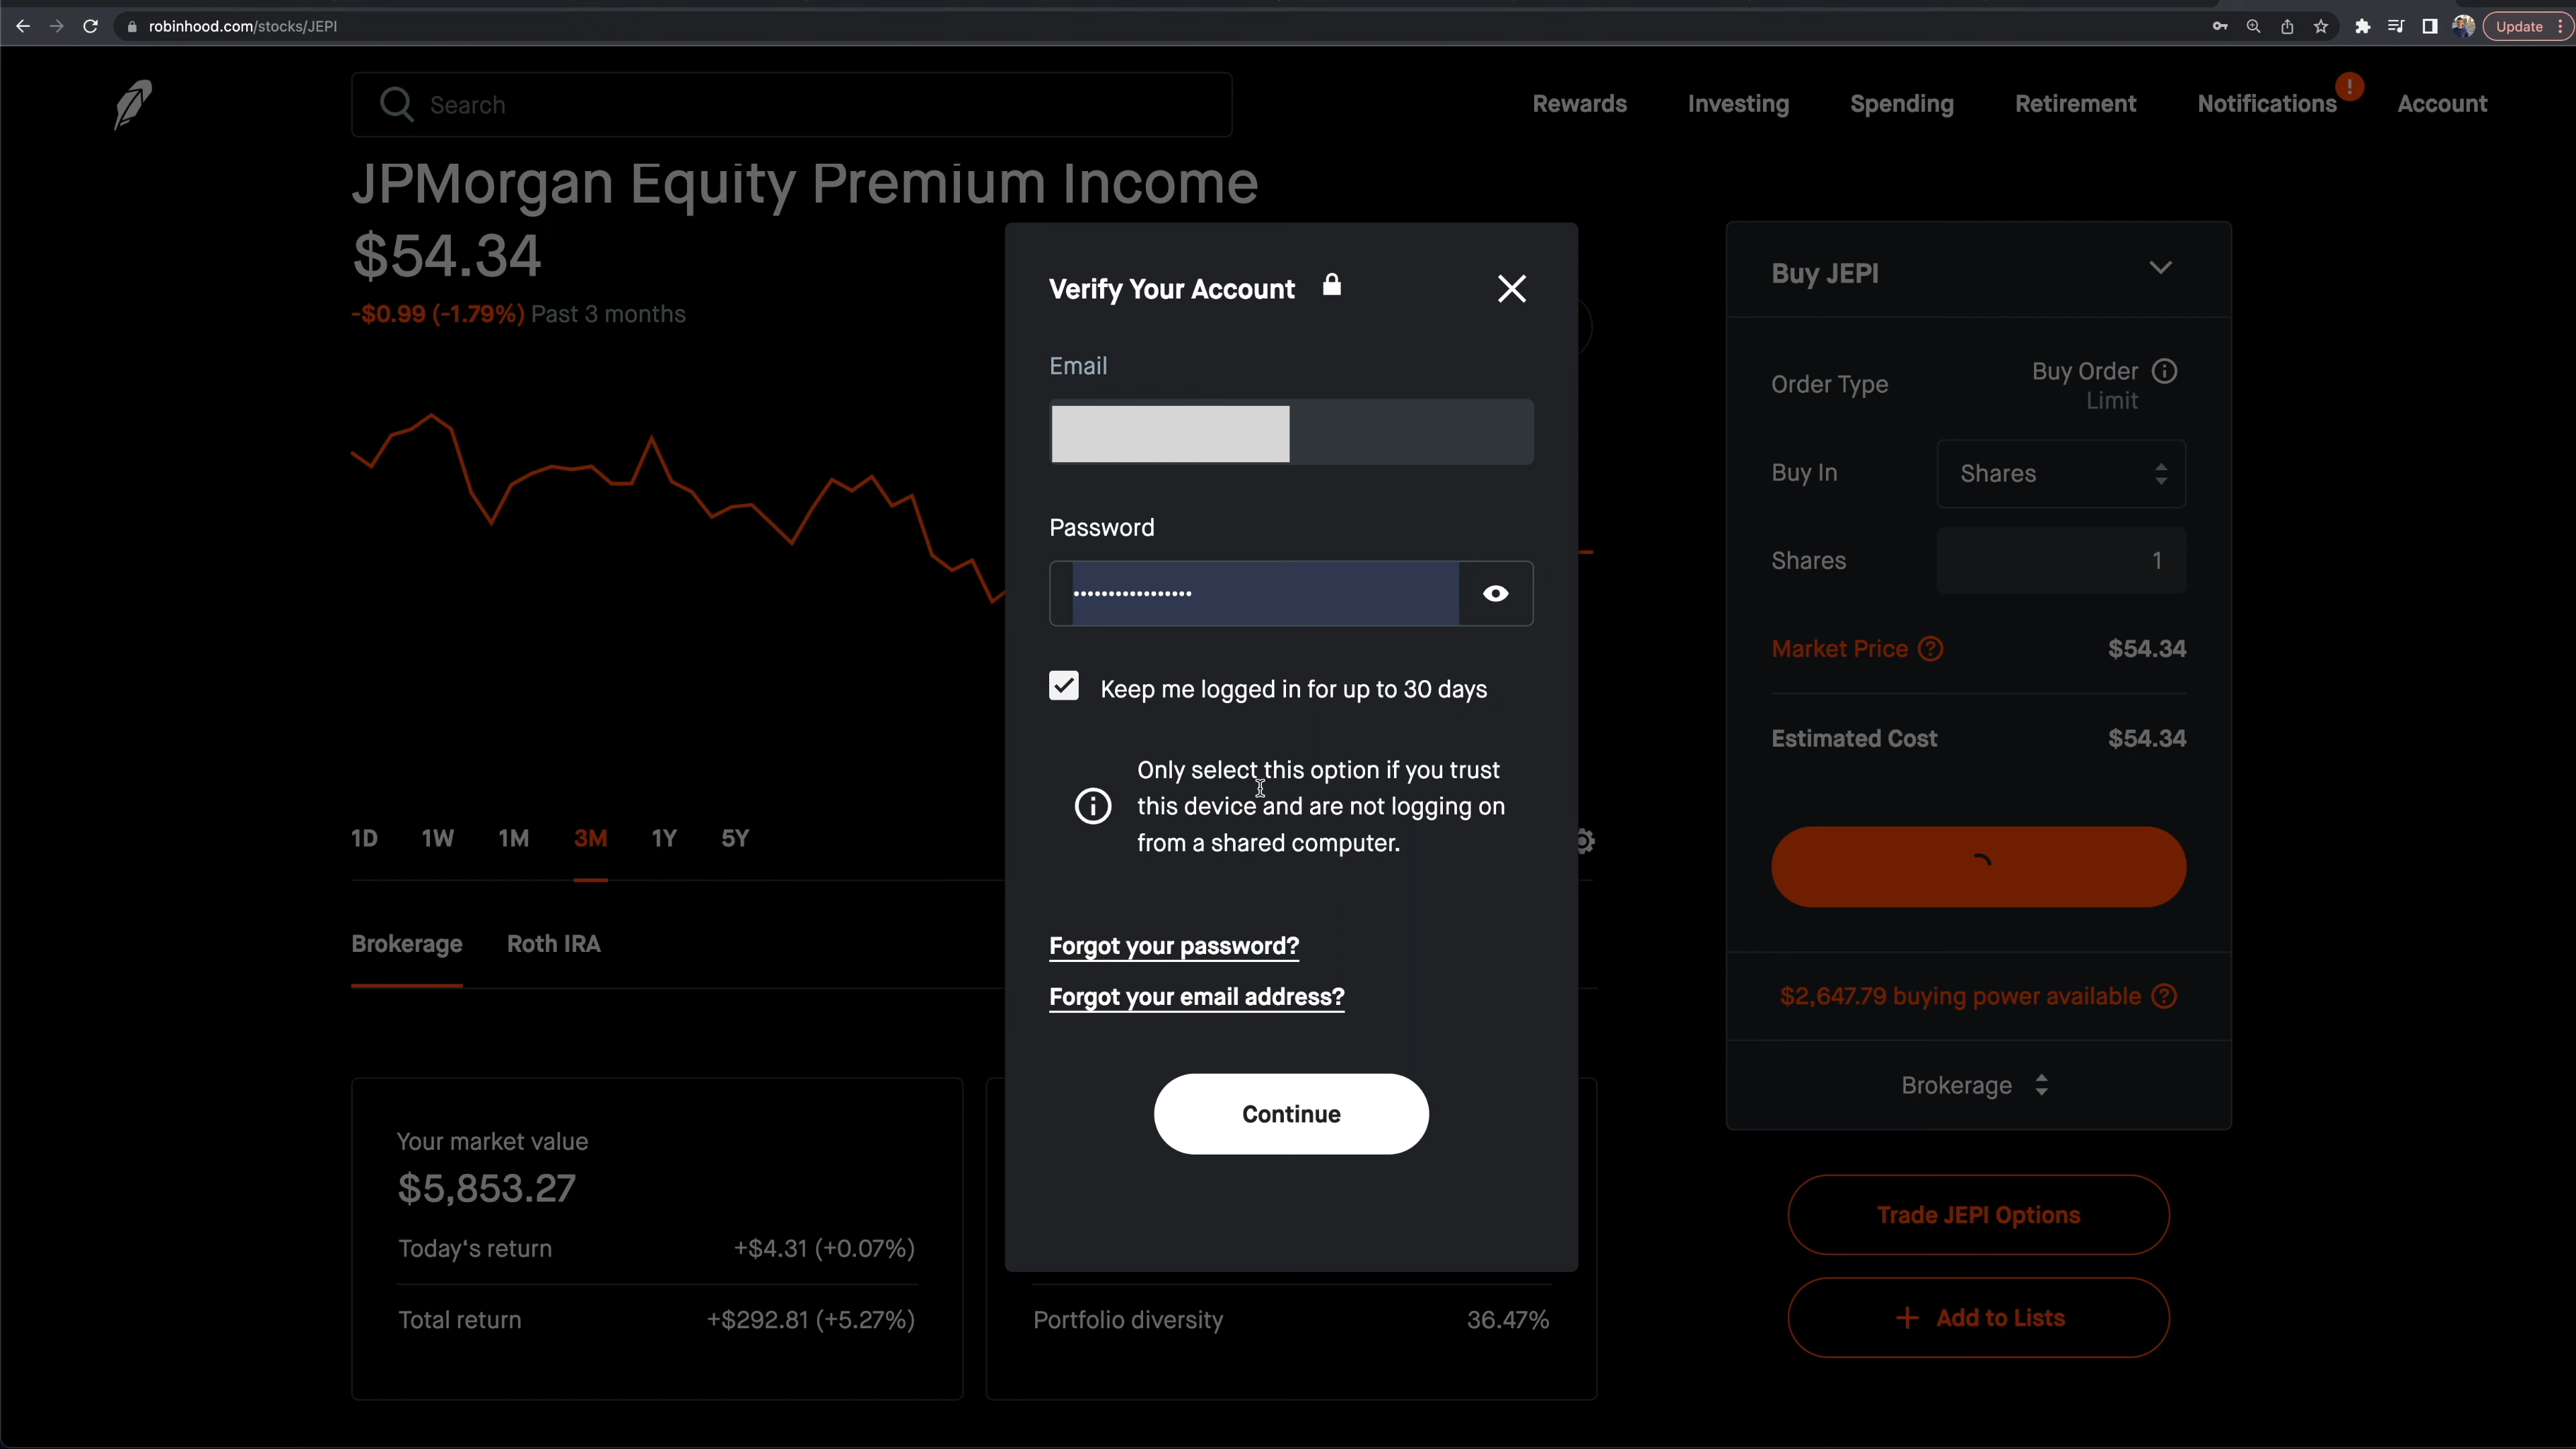 robinhood.com/stocks/JEPI
Update
Search
Rewards
Investing
Spending
Retirement
Notifications
!
Account
JPMorgan Equity Premium Income
$54.34
-$0.99 (-1.79%) Past 3 months
1D
1W
1M
3M
1Y
5Y
Brokerage
Roth IRA
Your market value
$5,853.27
Today's return
+$4.31 (+0.07%)
Total return
+$292.81 (+5.27%)
Portfolio diversity
36.47%
Verify Your Account
Email
Password
Keep me logged in for up to 30 days
Only select this option if you trust
this device and are not logging on
from a shared computer.
Forgot your password?
Forgot your email address?
Continue
Buy JEPI
Order Type
Buy Order
Limit
Buy In
Shares
Shares
1
Market Price
$54.34
Estimated Cost
$54.34
$2,647.79 buying power available
Brokerage
Trade JEPI Options
+ Add to Lists